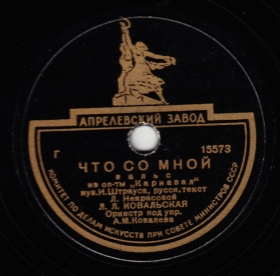 АПРЕЛЕВСКИЙ ЗАВОД
Г
15573
ЧТО СО МНОЙ
вальс
из оп-ты „Карнавал"
муз. И. Штрауса, русск. текст
Л. Некрасовой
Л. Л. КОВАЛЬСКАЯ
Оркестр под упр.
А. М. Ковалева
КОМИТЕТ ПО ДЕЛАМ ИСКУССТВ ПРИ СОВЕТЕ МИНИСТРОВ СССР